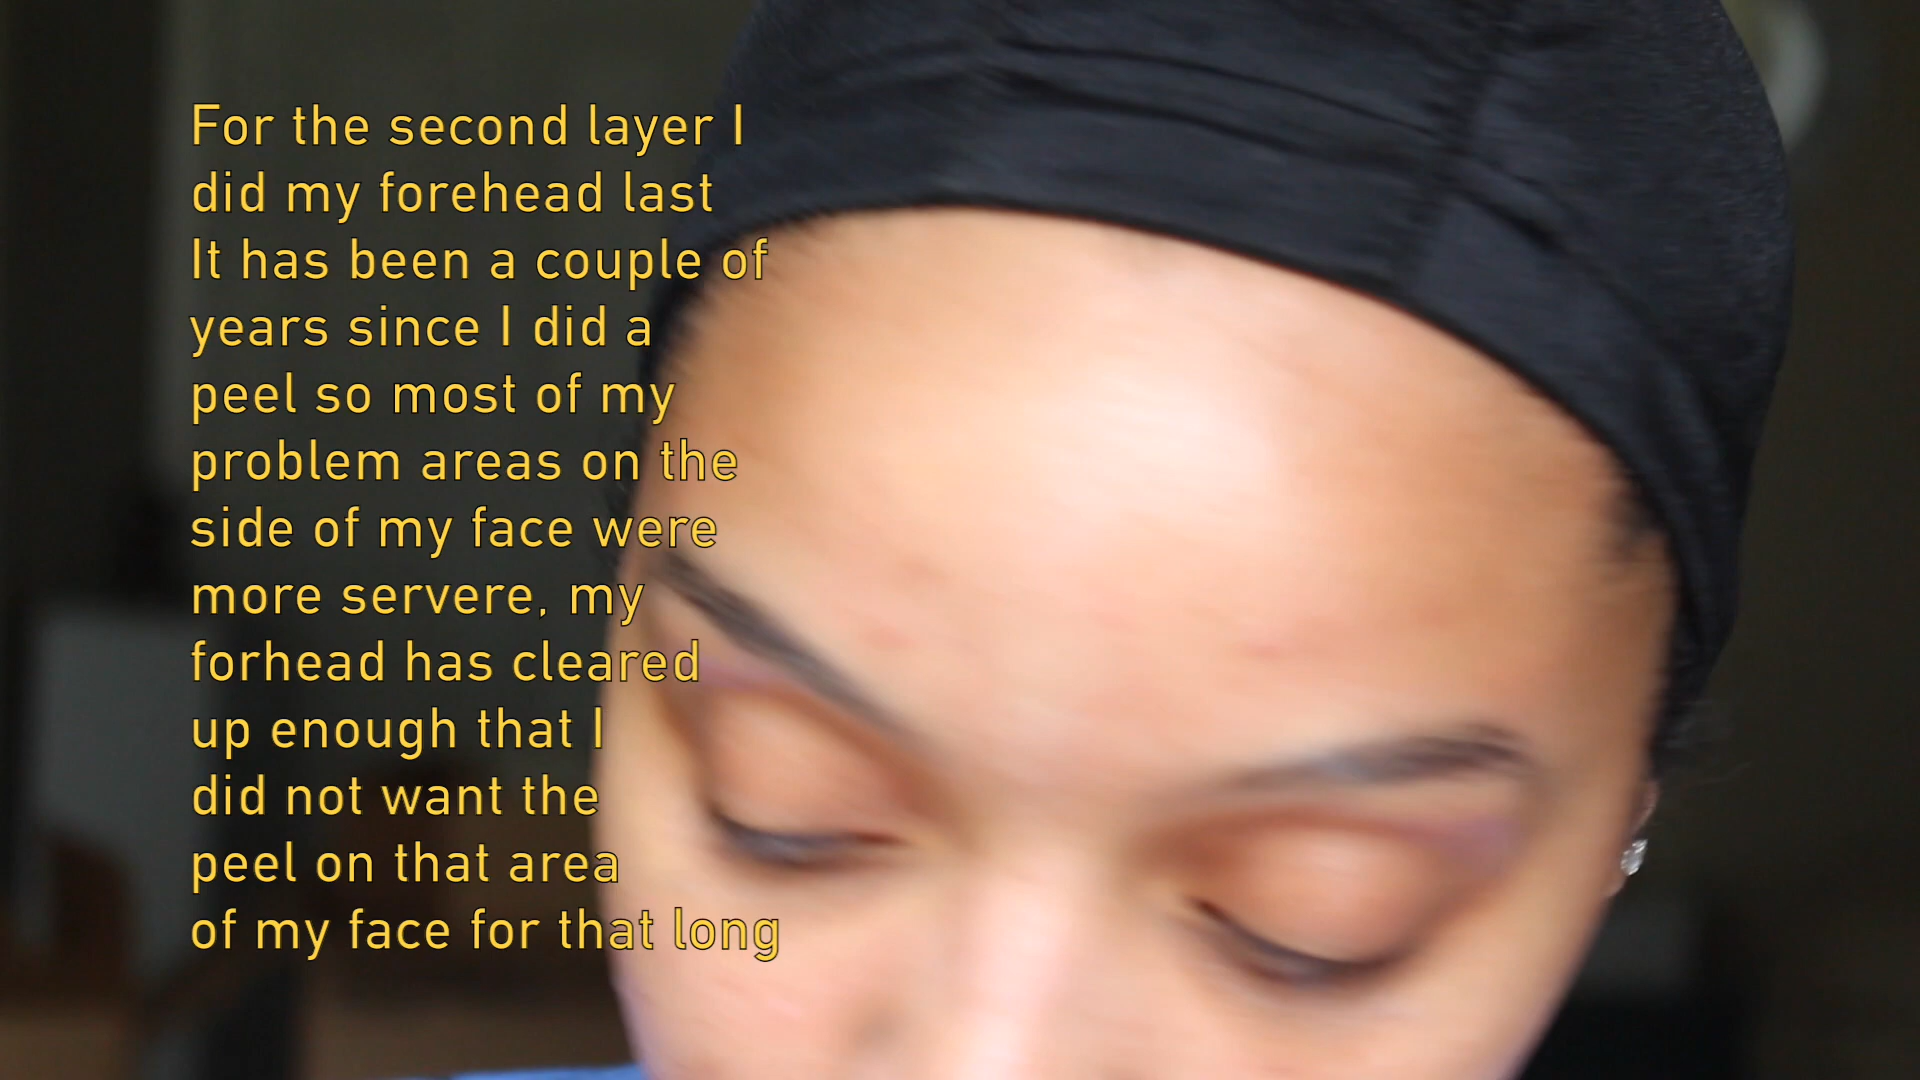 For the second layer I
did my forehead last
It has been a couple of
years since I did a
peel so most of my
problem areas on the
side of my face were
more servere, my
forhead has cleared
up enough that I
did not want the
peel on that area
of my face for that long